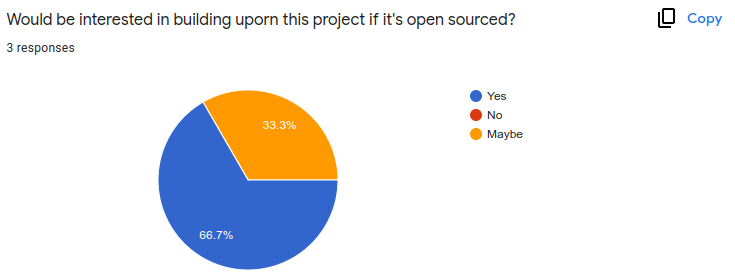 Would be interested in building uporn this project if it's open sourced?
Copy
3 responses
Yes
No
Maybe
33.3%
66.7%